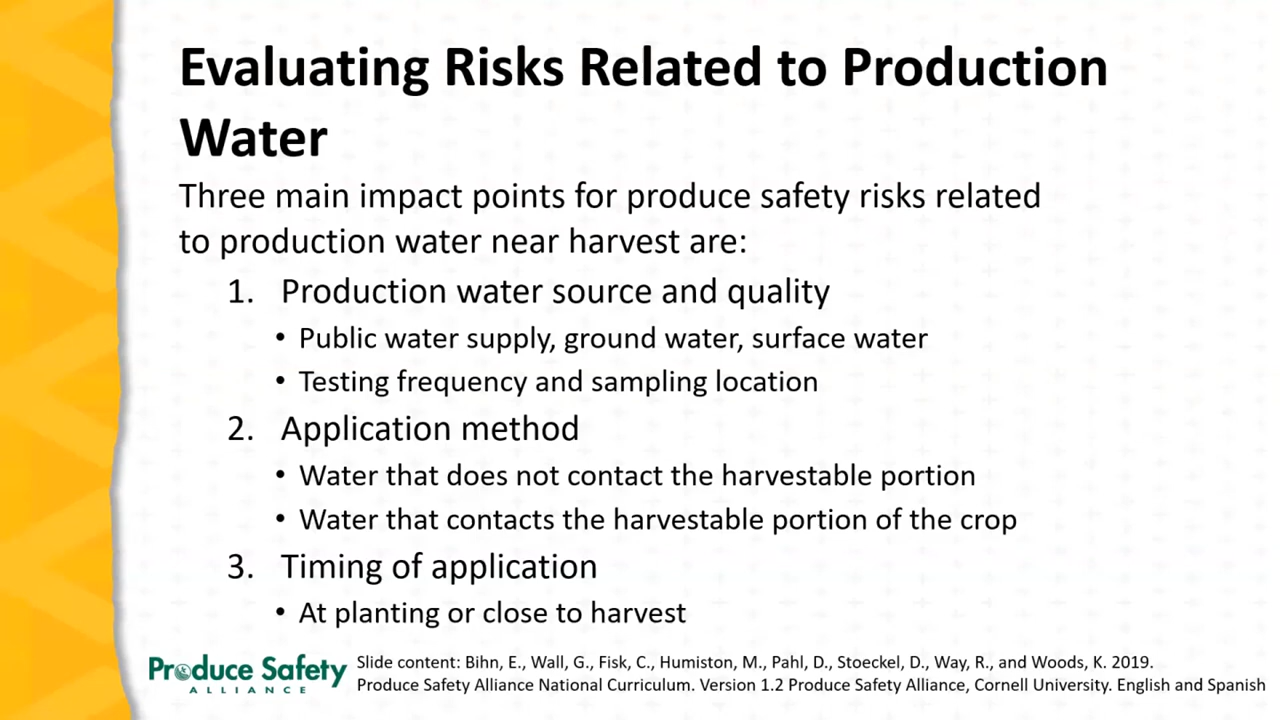 Evaluating Risks Related to Production
Water
Three main impact points for produce safety risks related
to production water near harvest are:
1. Production water source and quality
• Public water supply, ground water, surface water
• Testing frequency and sampling location
2. Application method
• Water that does not contact the harvestable portion
• Water that contacts the harvestable portion of the crop
3. Timing of application
• At planting or close to harvest
Produce Safety
ALLIANCE
Slide content: Bihn, E., Wall, G., Fisk, C., Humiston, M., Pahl, D., Stoeckel, D., Way, R., and Woods, K. 2019.
Produce Safety Alliance National Curriculum. Version 1.2 Produce Safety Alliance, Cornell University. English and Spanish